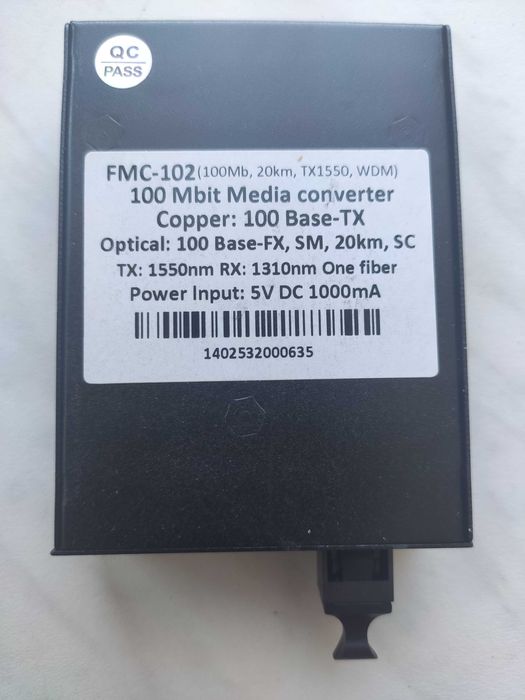 QC
PASS
FMC-102 (100Mb, 20km, TX1550, WDM)
100 Mbit Media converter
Copper: 100 Base-TX
Optical: 100 Base-FX, SM, 20km, SC
TX: 1550nm RX: 1310nm One fiber
Power Input: 5V DC 1000mA
1402532000635